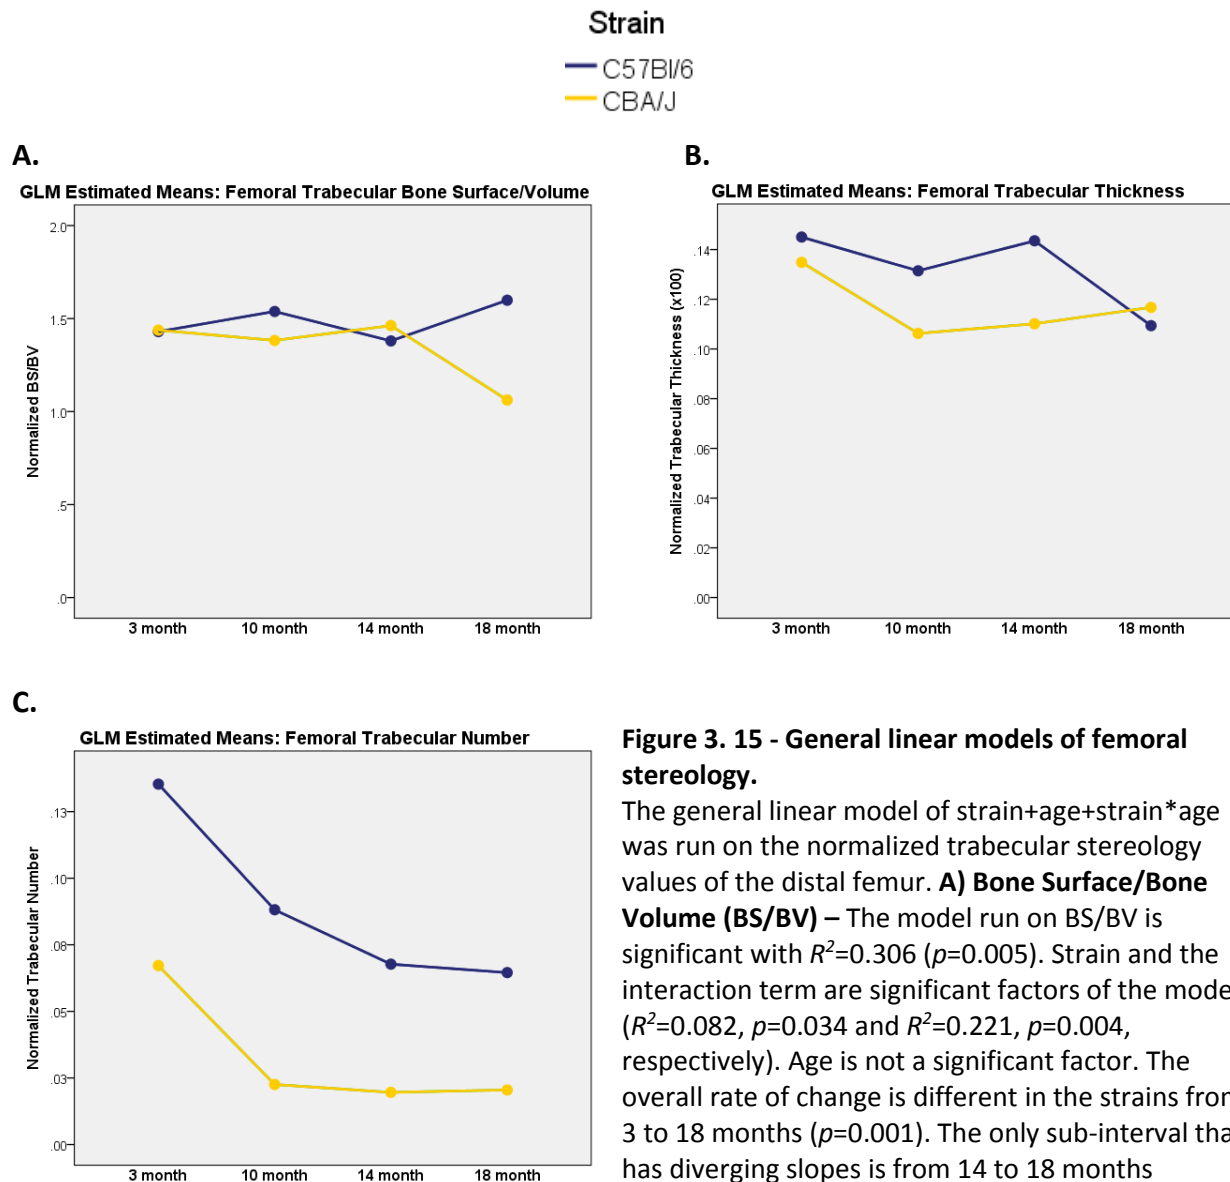 Strain
C57Bl/6
CBA/J
A.
GLM Estimated Means: Femoral Trabecular Bone Surface/Volume
Normalized BS/BV
2.0
1.5
1.0
.5
.0
3 month 10 month 14 month 18 month
B.
GLM Estimated Means: Femoral Trabecular Thickness
Normalized Trabecular Thickness (x100)
.14
.12
.10
.08
.06
.04
.02
.00
3 month 10 month 14 month 18 month
C.
GLM Estimated Means: Femoral Trabecular Number
Normalized Trabecular Number
.13
.10
.08
.05
.03
.00
3 month 10 month 14 month 18 month
Figure 3. 15 - General linear models of femoral
stereology.
The general linear model of strain+age+strain*age
was run on the normalized trabecular stereology
values of the distal femur. A) Bone Surface/Bone
Volume (BS/BV) – The model run on BS/BV is
significant with R²=0.306 (p=0.005). Strain and the
interaction term are significant factors of the mode
(R²=0.082, p=0.034 and R²=0.221, p=0.004,
respectively). Age is not a significant factor. The
overall rate of change is different in the strains fron
3 to 18 months (p=0.001). The only sub-interval tha
has diverging slopes is from 14 to 18 months